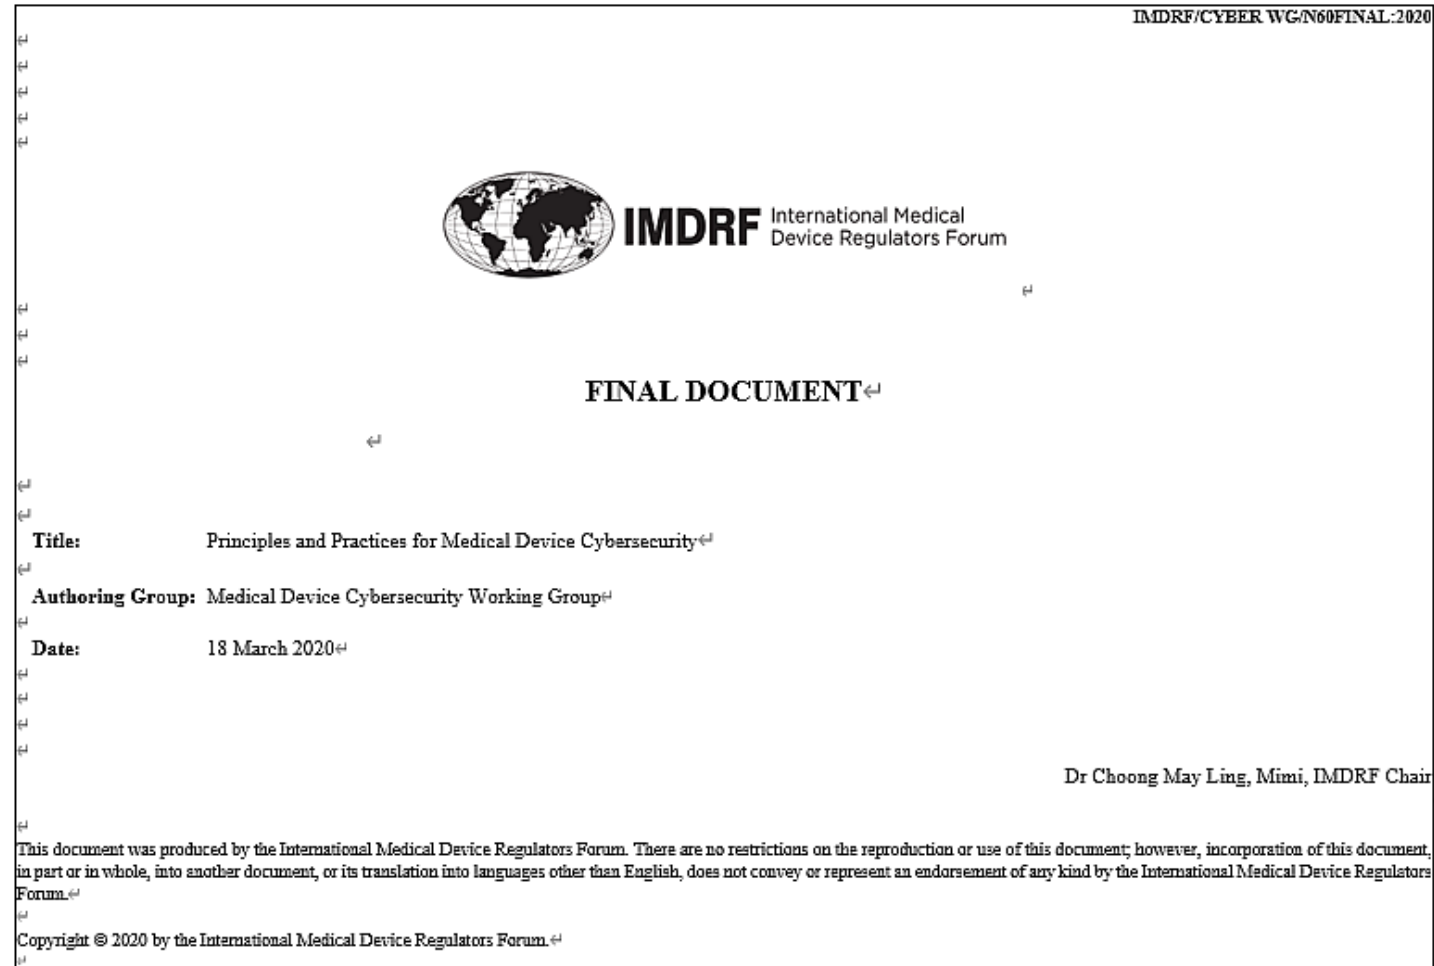 IMDRF/CYBER WG/N60FINAL:2020
IMDRF International Medical
Device Regulators Forum
FINAL DOCUMENT
Title: Principles and Practices for Medical Device Cybersecurity
Authoring Group: Medical Device Cybersecurity Working Group
Date: 18 March 2020
Dr Choong May Ling, Mimi, IMDRF Chair
This document was produced by the International Medical Device Regulators Forum. There are no restrictions on the reproduction or use of this document; however, incorporation of this document,
in part or in whole, into another document, or its translation into languages other than English, does not convey or represent an endorsement of any kind by the International Medical Device Regulators
Forum.
Copyright © 2020 by the International Medical Device Regulators Forum.